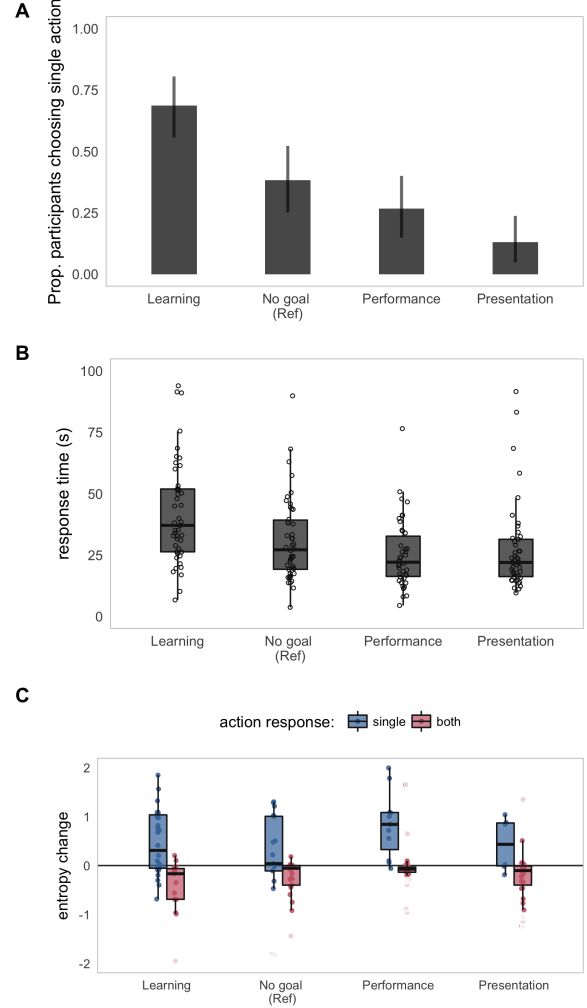 A
Prop. participants choosing single action
1.00
0.75
0.50
0.25
0.00
Learning
No goal
(Ref)
Performance
Presentation
B
response time (s)
100
75
50
25
0
Learning
No goal
(Ref)
Performance
Presentation
C
action response: single both
entropy change
2
1
0
-1
-2
Learning
No goal
(Ref)
Performance
Presentation